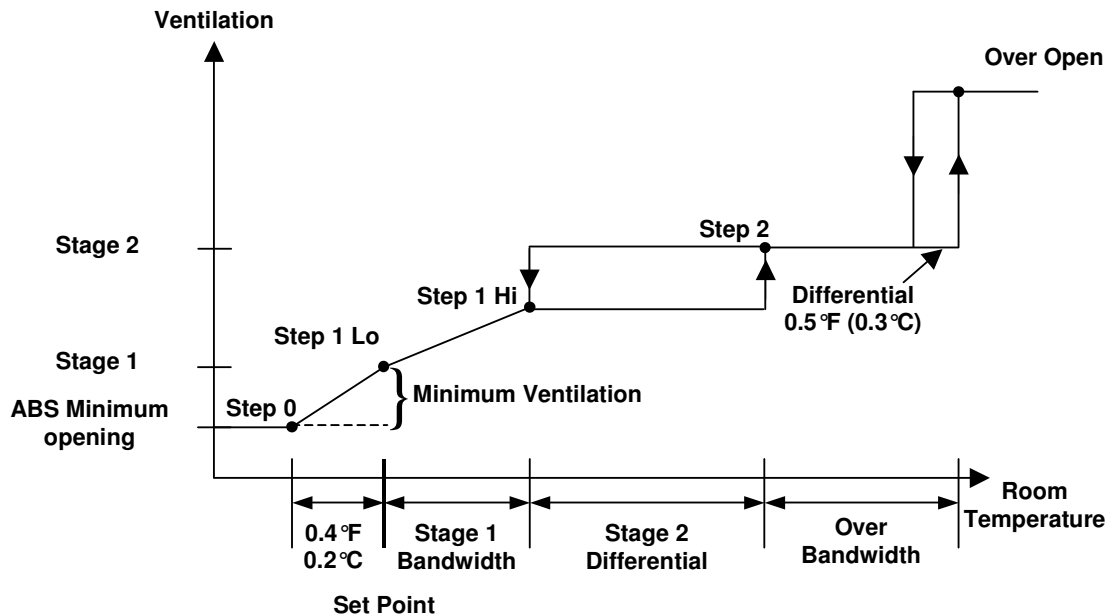 Ventilation
Over Open
Stage 2
Step 2
Step 1 Hi
Differential
0.5°F (0.3°C)
Step 1 Lo
Stage 1
Minimum Ventilation
ABS Minimum
opening
Step 0
Room
Temperature
0.4°F
0.2°C
Stage 1
Bandwidth
Stage 2
Differential
Over
Bandwidth
Set Point